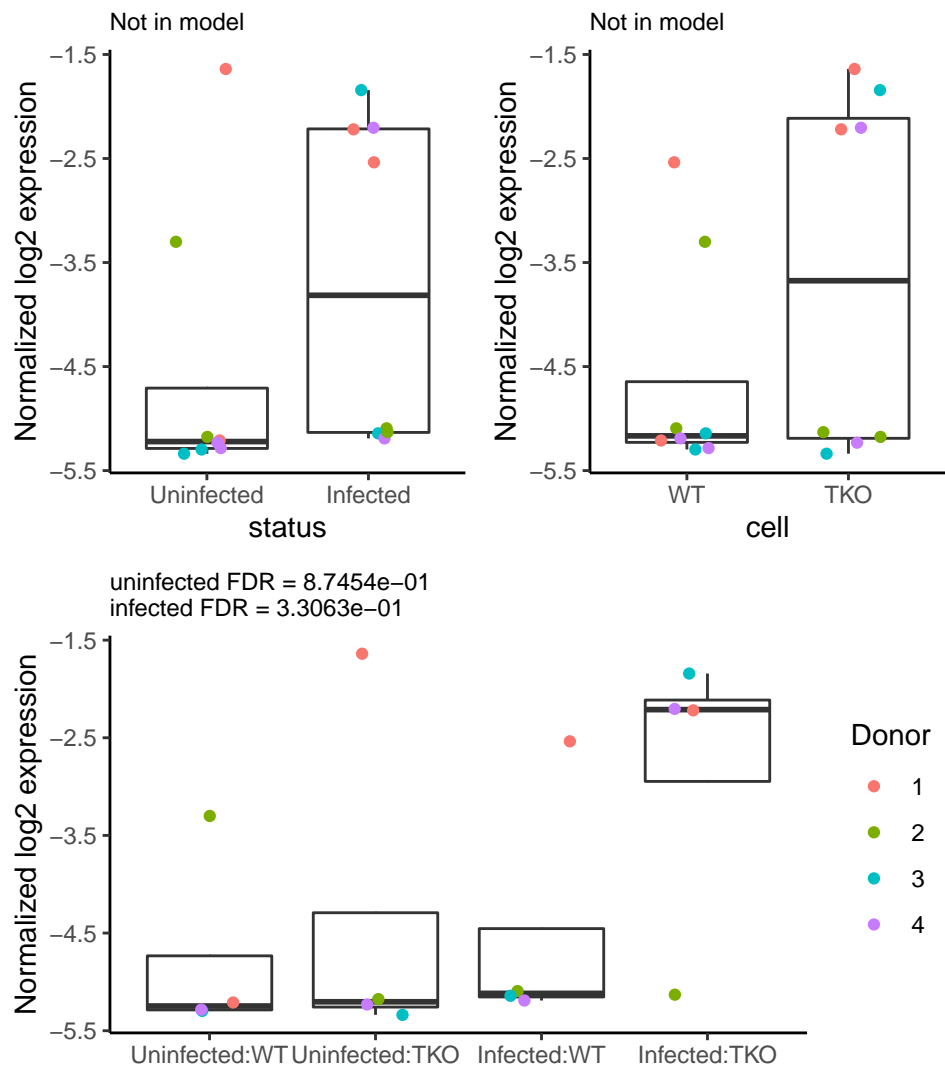 Not in model
Normalized log2 expression
−1.5
−2.5
−3.5
−4.5
−5.5
Uninfected Infected
status
Not in model
Normalized log2 expression
−1.5
−2.5
−3.5
−4.5
−5.5
WT TKO
cell
uninfected FDR = 8.7454e−01
infected FDR = 3.3063e−01
Normalized log2 expression
−1.5
−2.5
−3.5
−4.5
−5.5
Uninfected:WT Uninfected:TKO Infected:WT Infected:TKO
Donor
1
2
3
4